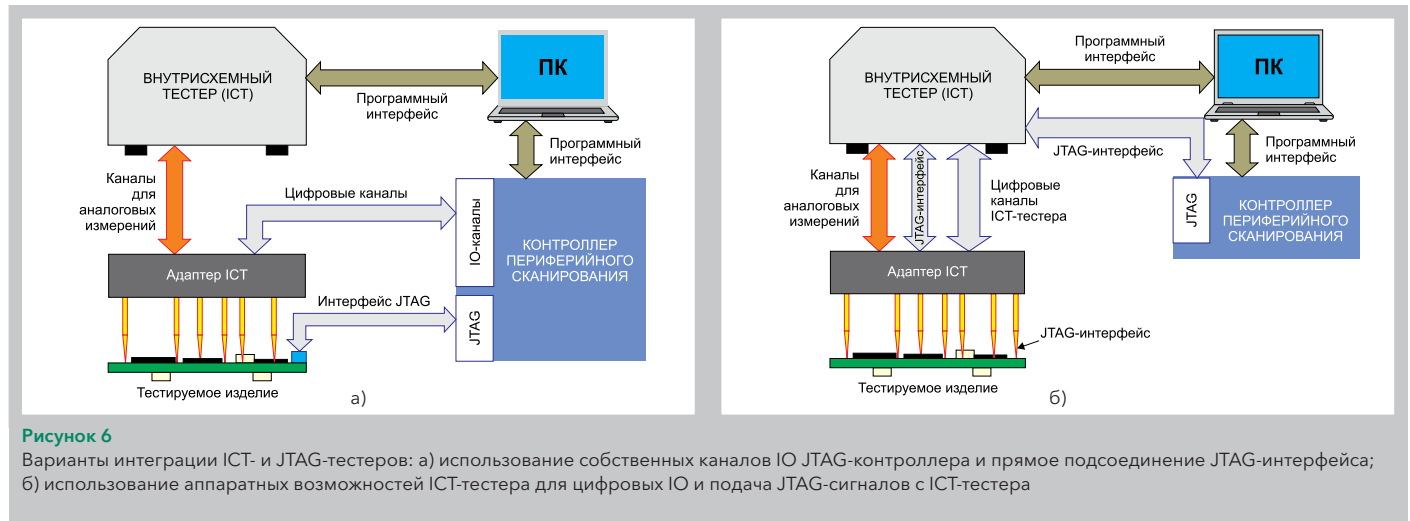 ВНУТРИСХЕМНЫЙ
ТЕСТЕР (ICT)
ПК
Программный
интерфейс
Программный
интерфейс
Каналы
для
аналоговых
измерений
Цифровые каналы
IO-каналы
КОНТРОЛЛЕР
ПЕРИФЕРИЙНОГО
СКАНИРОВАНИЯ
Адаптер ICT
Интерфейс JTAG
JTAG
Тестируемое изделие
а)
ВНУТРИСХЕМНЫЙ
ТЕСТЕР (ICT)
Программный
интерфейс
ПК
JTAG-интерфейс
Программный
интерфейс
Каналы
для
аналоговых
измерений
JTAG-интерфейс
Цифровые
каналы
ICT-тестера
JTAG
КОНТРОЛЛЕР
ПЕРИФЕРИЙНОГО
СКАНИРОВАНИЯ
Адаптер ICT
JTAG-интерфейс
Тестируемое изделие
б)
Рисунок 6
Варианты интеграции ICT- и JTAG-тестеров: а) использование собственных каналов IO JTAG-контроллера и прямое подсоединение JTAG-интерфейса;
б) использование аппаратных возможностей ICT-тестера для цифровых IO и подача JTAG-сигналов с ICT-тестера